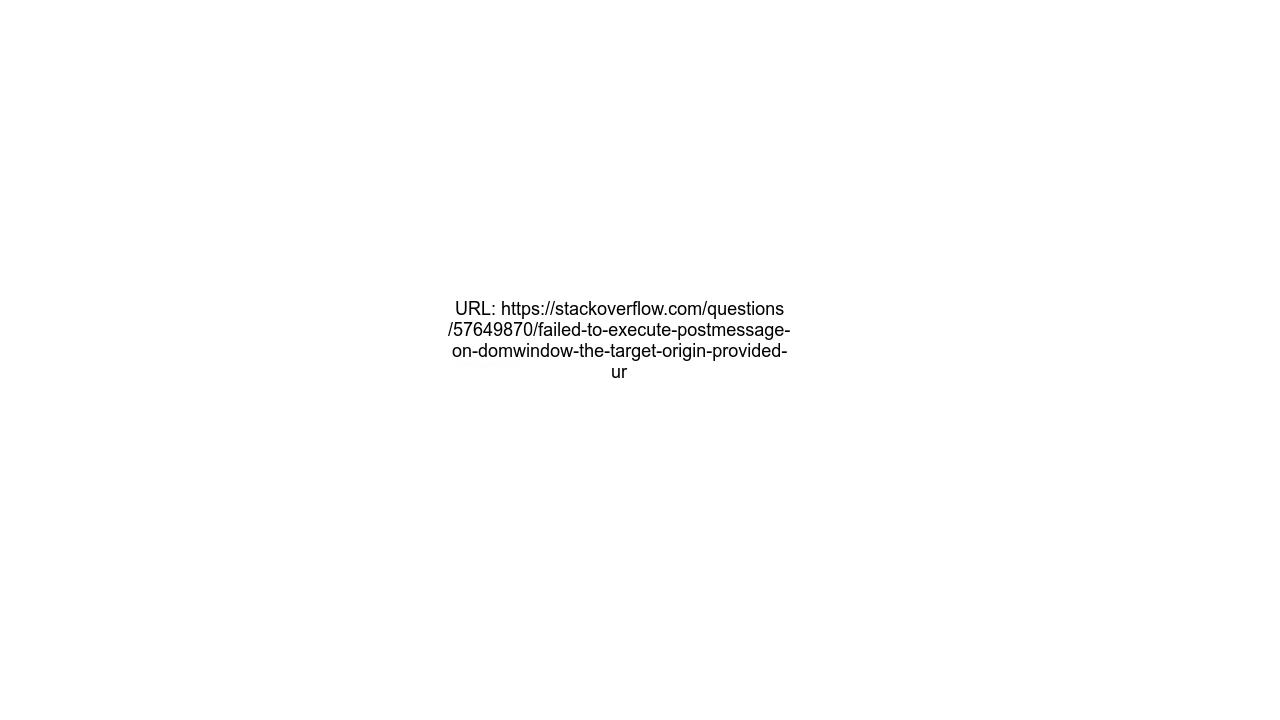 URL: https://stackoverflow.com/questions
/57649870/failed-to-execute-postmessage-
on-domwindow-the-target-origin-provided-
ur